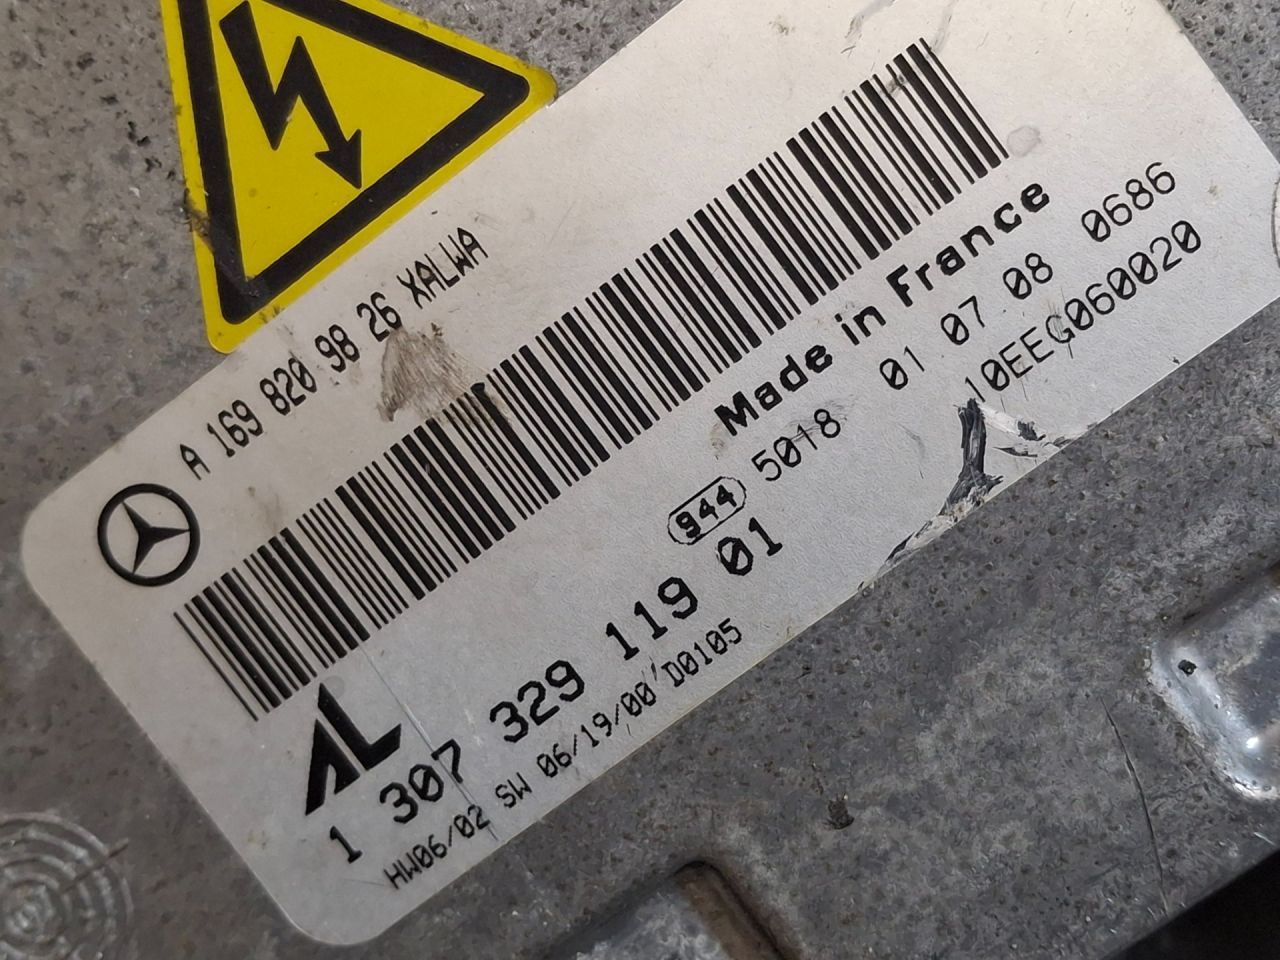 A 169 820 98 26 XALWA
Made in France
944 5018 01 07 08 0686
10EEG060020
AL
1 307 329 119 01
HW06/02 SW 06/19/00 D0105